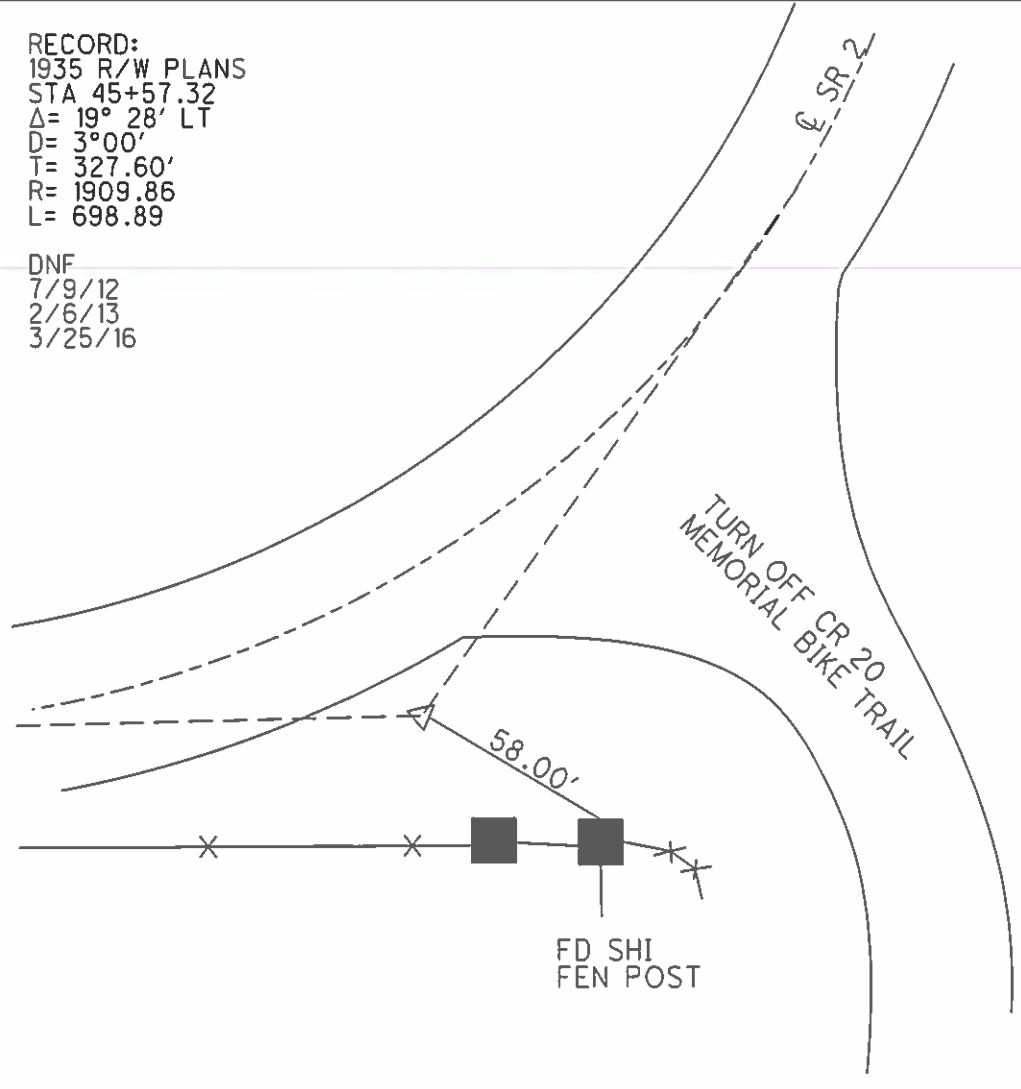 RECORD:
1935 R/W PLANS
STA 45+57.32
Δ= 19° 28' LT
D= 3°00'
T= 327.60'
R= 1909.86
L= 698.89
DNF
7/9/12
2/6/13
3/25/16
℄ SR 2
TURN OFF CR 20
MEMORIAL BIKE TRAIL
58.00'
FD SHI
FEN POST